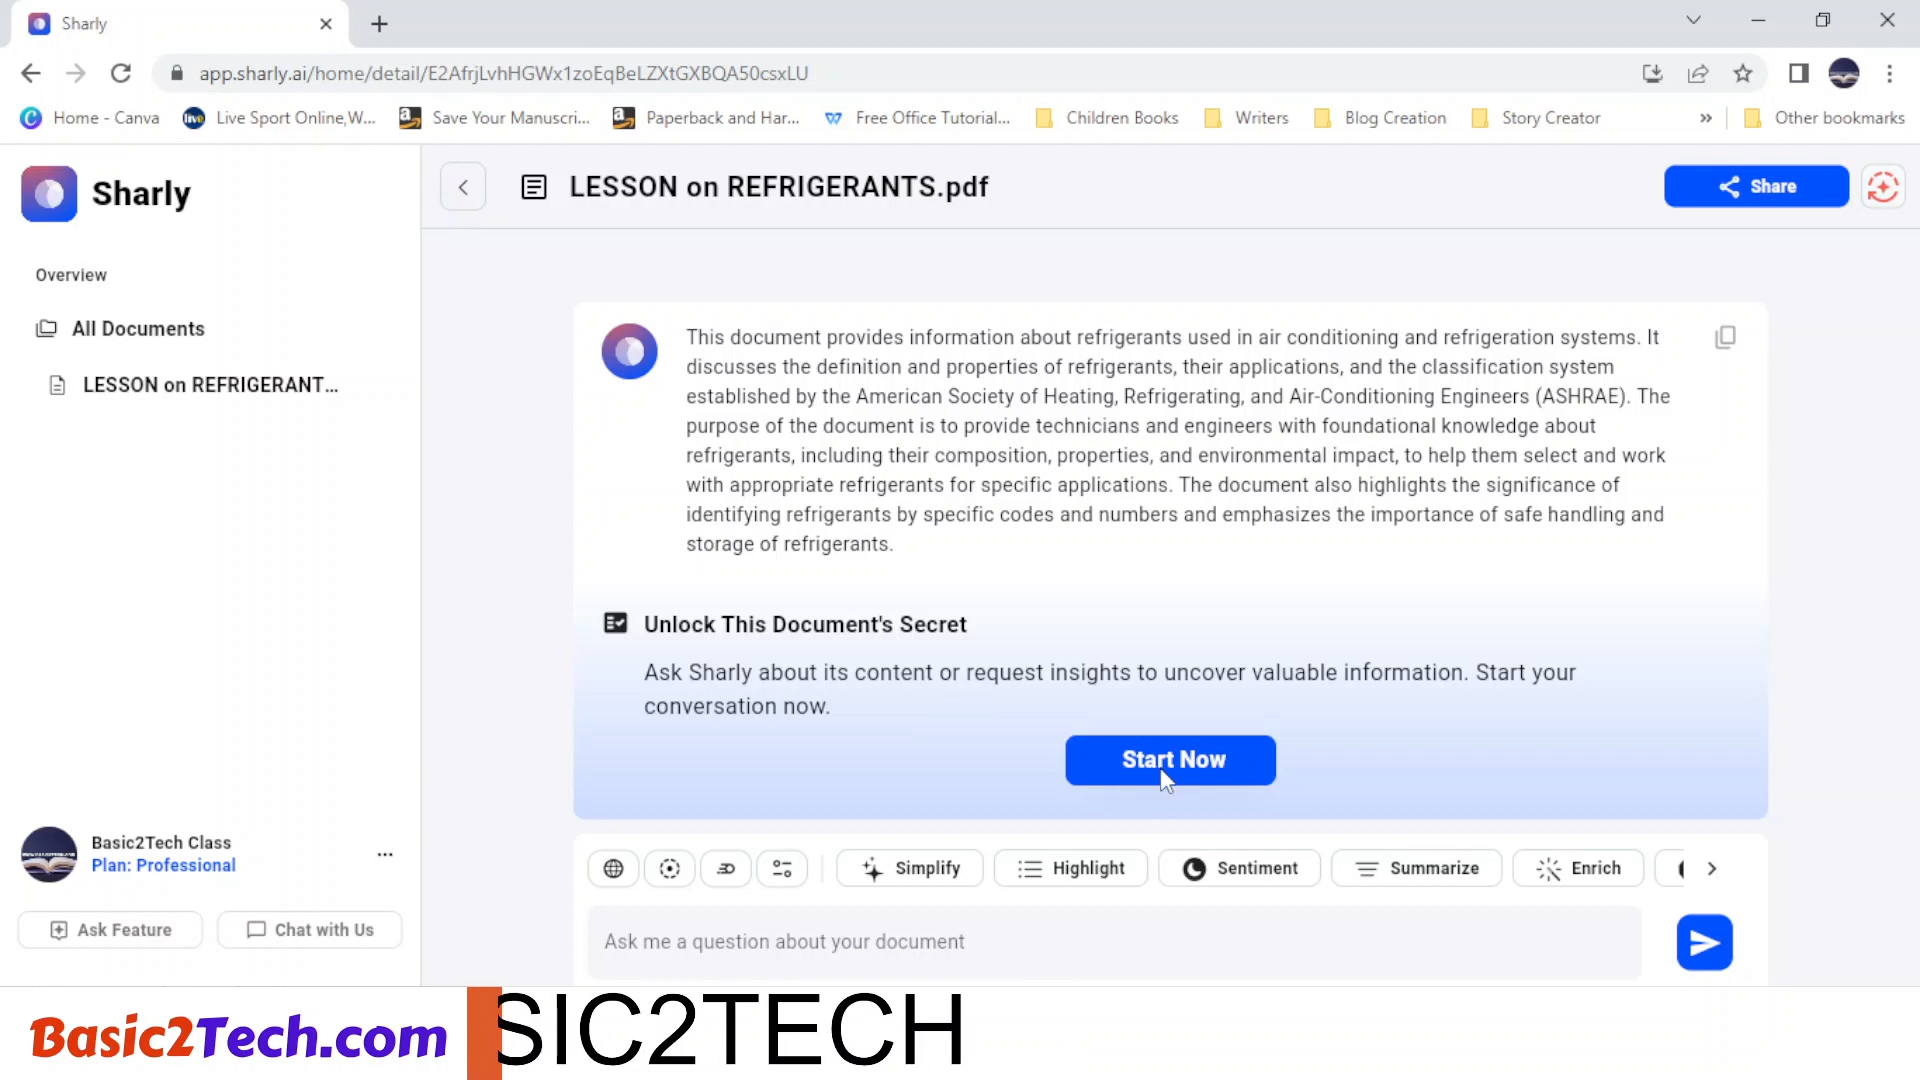 Sharly
app.sharly.ai/home/detail/E2AfrjLvhHGWx1zoEqBeLZXtGXBQA50csxLU
Home - Canva
Live Sport Online,W...
Save Your Manuscri...
Paperback and Har...
Free Office Tutorial...
Children Books
Writers
Blog Creation
Story Creator
»
Other bookmarks
Sharly
LESSON on REFRIGERANTS.pdf
Share
Overview
All Documents
LESSON on REFRIGERANT...
This document provides information about refrigerants used in air conditioning and refrigeration systems. It
discusses the definition and properties of refrigerants, their applications, and the classification system
established by the American Society of Heating, Refrigerating, and Air-Conditioning Engineers (ASHRAE). The
purpose of the document is to provide technicians and engineers with foundational knowledge about
refrigerants, including their composition, properties, and environmental impact, to help them select and work
with appropriate refrigerants for specific applications. The document also highlights the significance of
identifying refrigerants by specific codes and numbers and emphasizes the importance of safe handling and
storage of refrigerants.
Unlock This Document's Secret
Ask Sharly about its content or request insights to uncover valuable information. Start your
conversation now.
Start Now
Basic2Tech Class
Plan: Professional
Ask Feature
Chat with Us
Simplify
Highlight
Sentiment
Summarize
Enrich
Ask me a question about your document
Basic2Tech.com
SIC2TECH